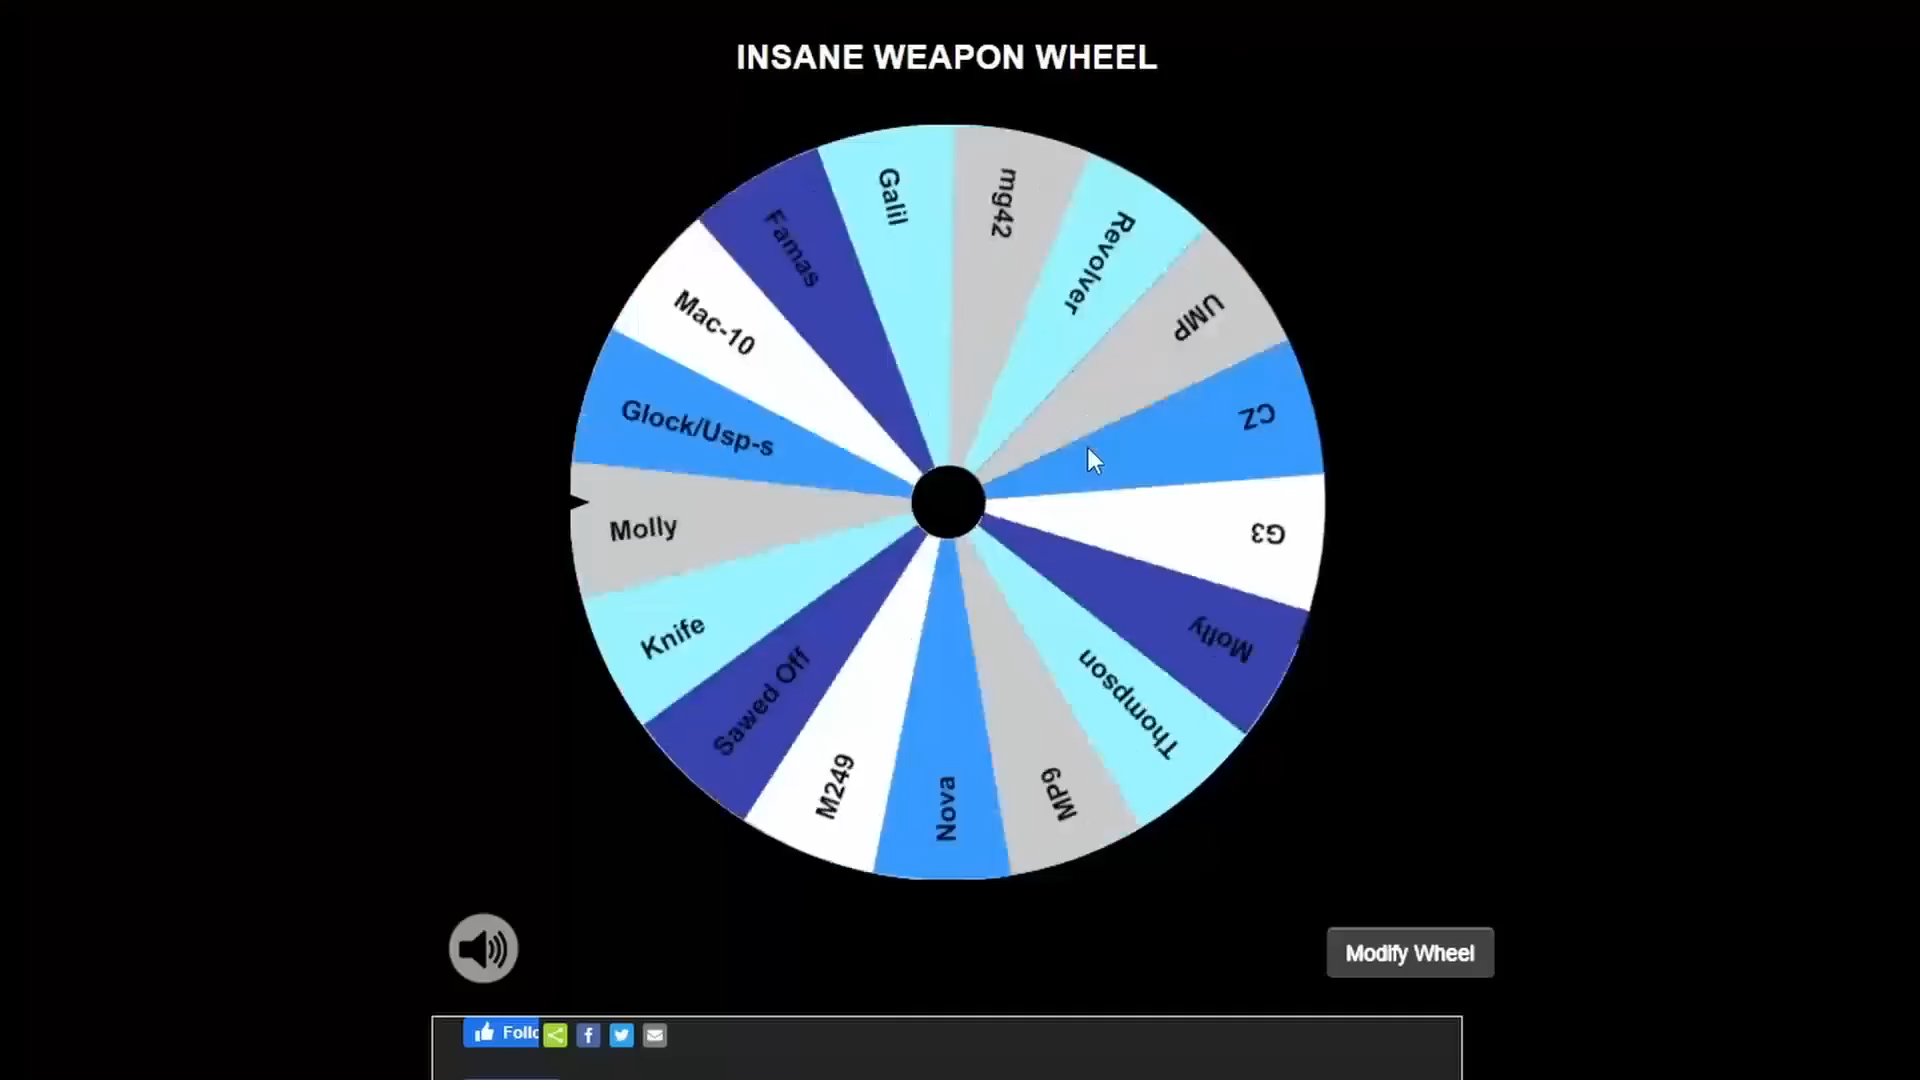 INSANE WEAPON WHEEL
Galil
mg42
Revolver
UMP
CZ
G3
Molly
Thompson
MP9
Nova
M249
Sawed Off
Knife
Molly
Glock/Usp-s
Mac-10
Famas
Modify Wheel
Follo